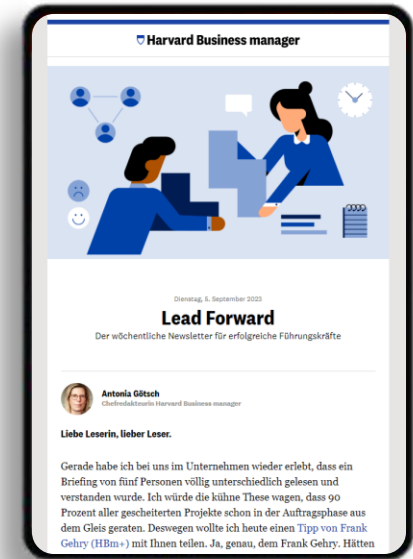 Harvard Business manager
Dienstag, 5. September 2023
Lead Forward
Der wöchentliche Newsletter für erfolgreiche Führungskräfte
Antonia Götsch
Chefredakteurin Harvard Business manager
Liebe Leserin, lieber Leser.
Gerade habe ich bei uns im Unternehmen wieder erlebt, dass ein
Briefing von fünf Personen völlig unterschiedlich gelesen und
verstanden wurde. Ich würde die kühne These wagen, dass 90
Prozent aller gescheiterten Projekte schon in der Auftragsphase aus
dem Gleis geraten. Deswegen wollte ich heute einen Tipp von Frank
Gehry (HBm+) mit Ihnen teilen. Ja, genau, dem Frank Gehry. Hätten